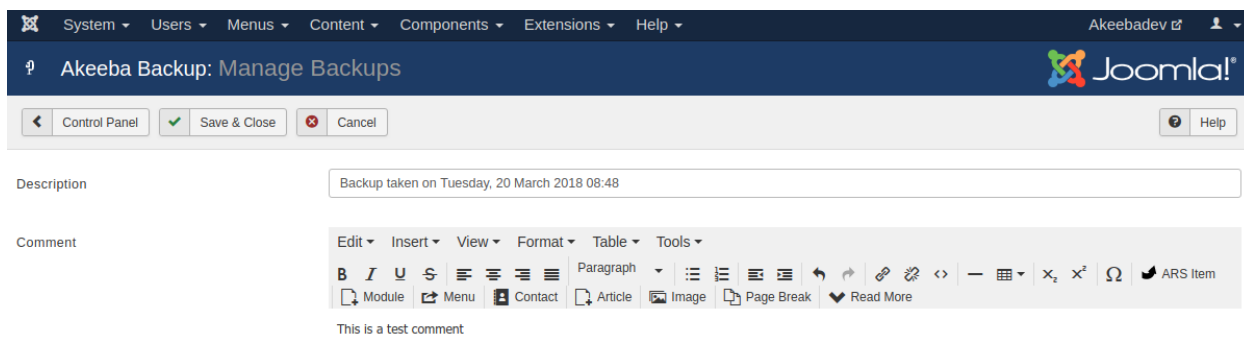 System Users Menus Content Components Extensions Help Akeebadev
Akeeba Backup: Manage Backups Joomla!®
Control Panel Save & Close Cancel Help
Description Backup taken on Tuesday, 20 March 2018 08:48
Comment Edit Insert View Format Table Tools
B I U S Paragraph x₂ x² Ω ARS Item
Module Menu Contact Article Image Page Break Read More
This is a test comment